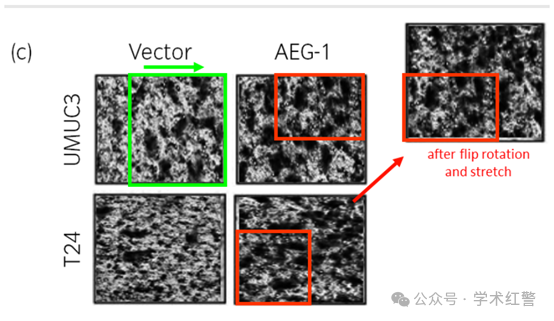 (c)
Vector
AEG-1
UMUC3
T24
after flip rotation
and stretch
公众号 · 学术红警